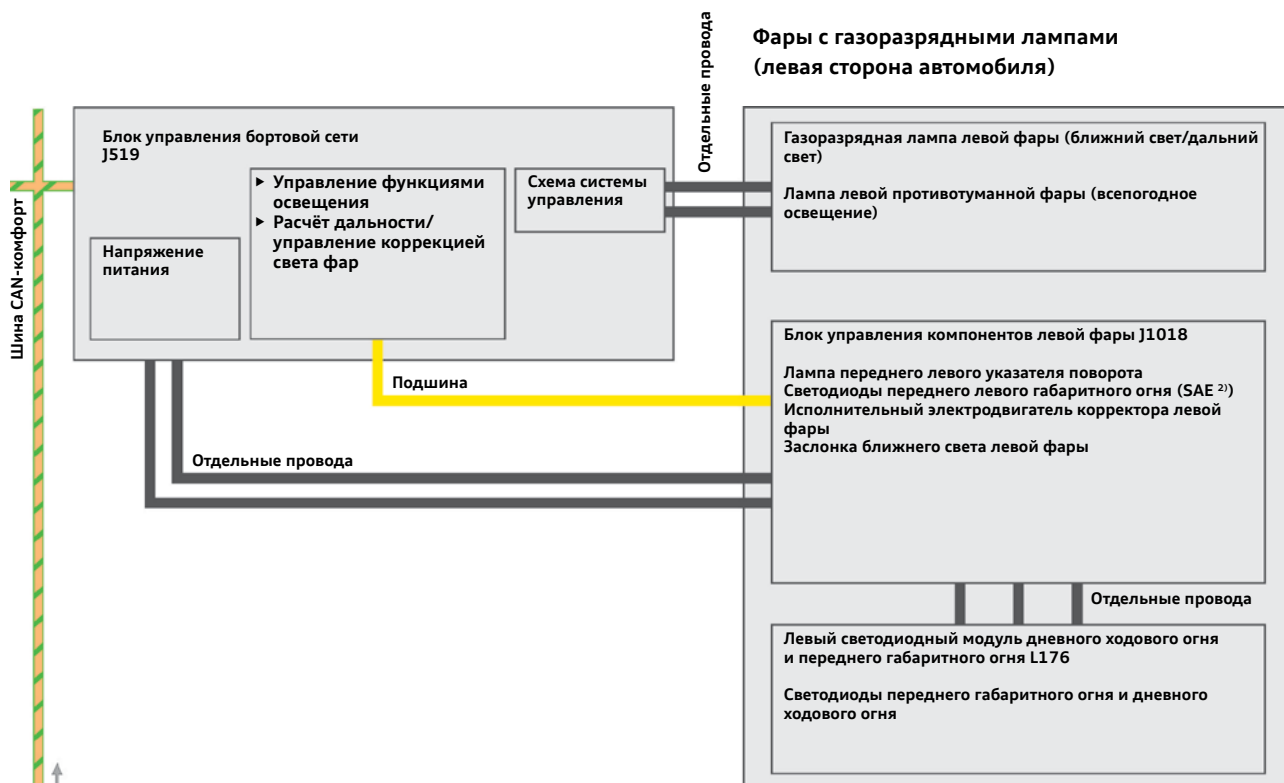 Фары с газоразрядными лампами
(левая сторона автомобиля)
Отдельные провода
Шина CAN-комфорт
Блок управления бортовой сети
J519
Напряжение
питания
▶ Управление функциями
освещения
▶ Расчёт дальности/
управление коррекцией
света фар
Схема системы
управления
Газоразрядная лампа левой фары (ближний свет/дальний
свет)
Лампа левой противотуманной фары (всепогодное
освещение)
Подшина
Отдельные провода
Блок управления компонентов левой фары J1018
Лампа переднего левого указателя поворота
Светодиоды переднего левого габаритного огня (SAE ²⁾)
Исполнительный электродвигатель корректора левой
фары
Заслонка ближнего света левой фары
Отдельные провода
Левый светодиодный модуль дневного ходового огня
и переднего габаритного огня L176
Светодиоды переднего габаритного огня и дневного
ходового огня